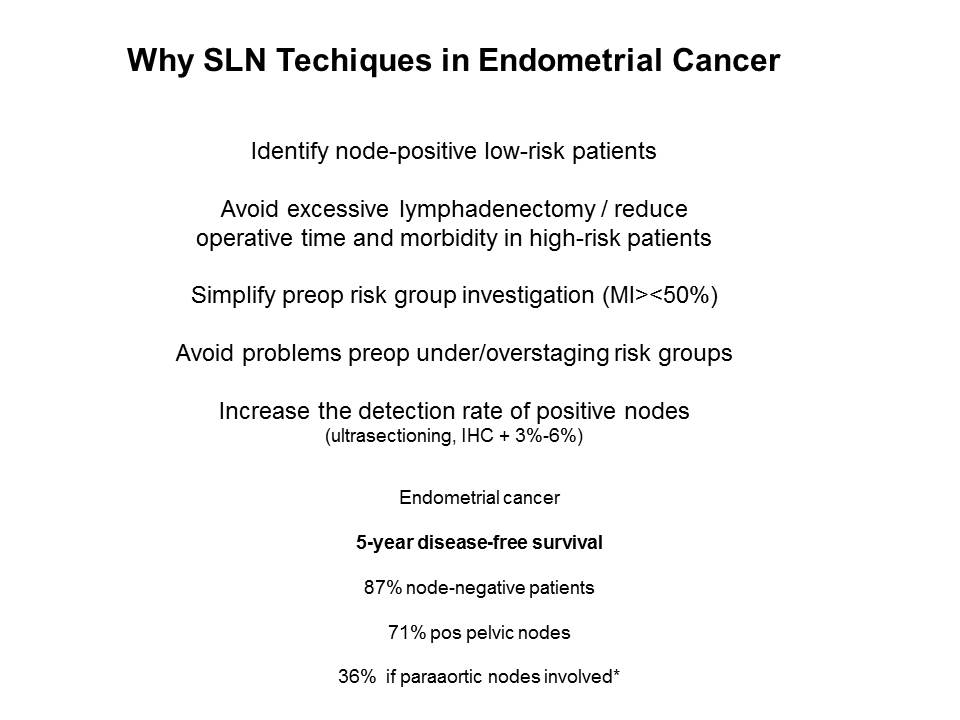 Why SLN Techiques in Endometrial Cancer
Identify node-positive low-risk patients
Avoid excessive lymphadenectomy / reduce
operative time and morbidity in high-risk patients
Simplify preop risk group investigation (MI><50%)
Avoid problems preop under/overstaging risk groups
Increase the detection rate of positive nodes
(ultrasectioning, IHC + 3%-6%)
Endometrial cancer
5-year disease-free survival
87% node-negative patients
71% pos pelvic nodes
36% if paraaortic nodes involved*